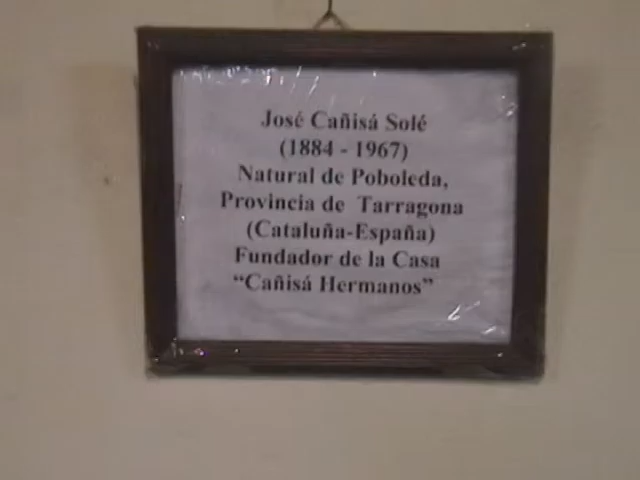 José Cañisá Solé
(1884 - 1967)
Natural de Poboleda,
Provincia de Tarragona
(Cataluña-España)
Fundador de la Casa
“Cañisá Hermanos”